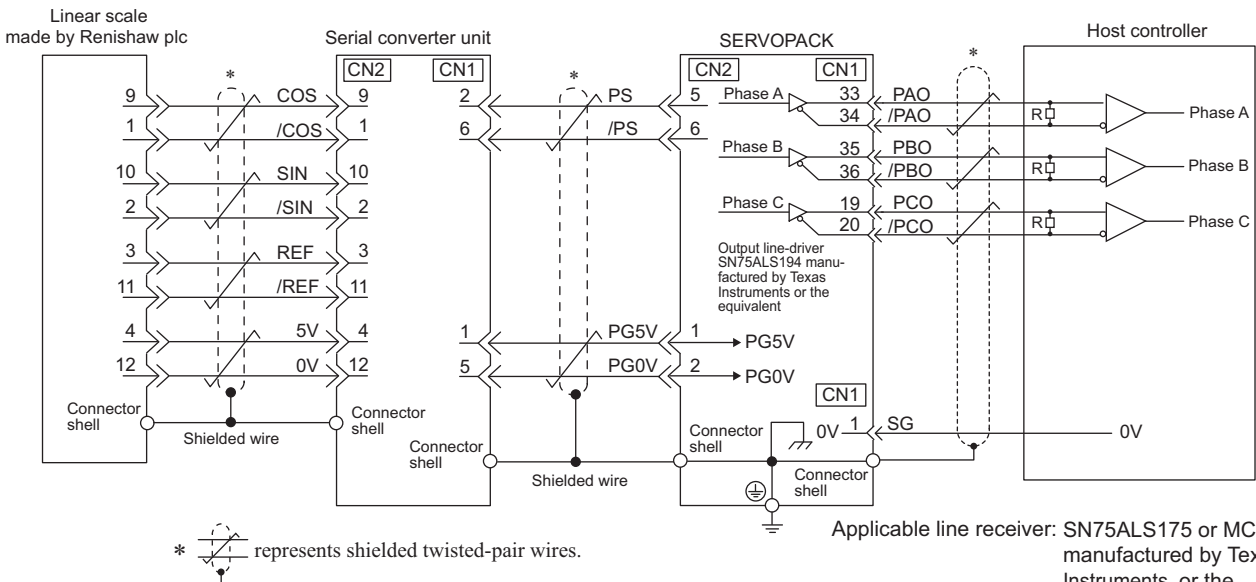 Linear scale
made by Renishaw plc
Serial converter unit
SERVOPACK
Host controller
*
CN2
CN1
*
CN2
CN1
*
9
COS
9
2
PS
5
Phase A
33
PAO
R
Phase A
1
/COS
1
6
/PS
6
34
/PAO
10
SIN
10
Phase B
35
PBO
R
Phase B
2
/SIN
2
36
/PBO
3
REF
3
Phase C
19
PCO
R
Phase C
11
/REF
11
20
/PCO
Output line-driver
SN75ALS194 manu-
factured by Texas
Instruments or the
equivalent
4
5V
4
1
PG5V
1
PG5V
12
0V
12
5
PG0V
2
PG0V
CN1
Connector
shell
Shielded wire
Connector
shell
Connector
shell
Shielded wire
Connector
shell
0V
1
SG
0V
Connector
shell
* represents shielded twisted-pair wires.
Applicable line receiver: SN75ALS175 or MC
manufactured by Tex
Instruments, or the